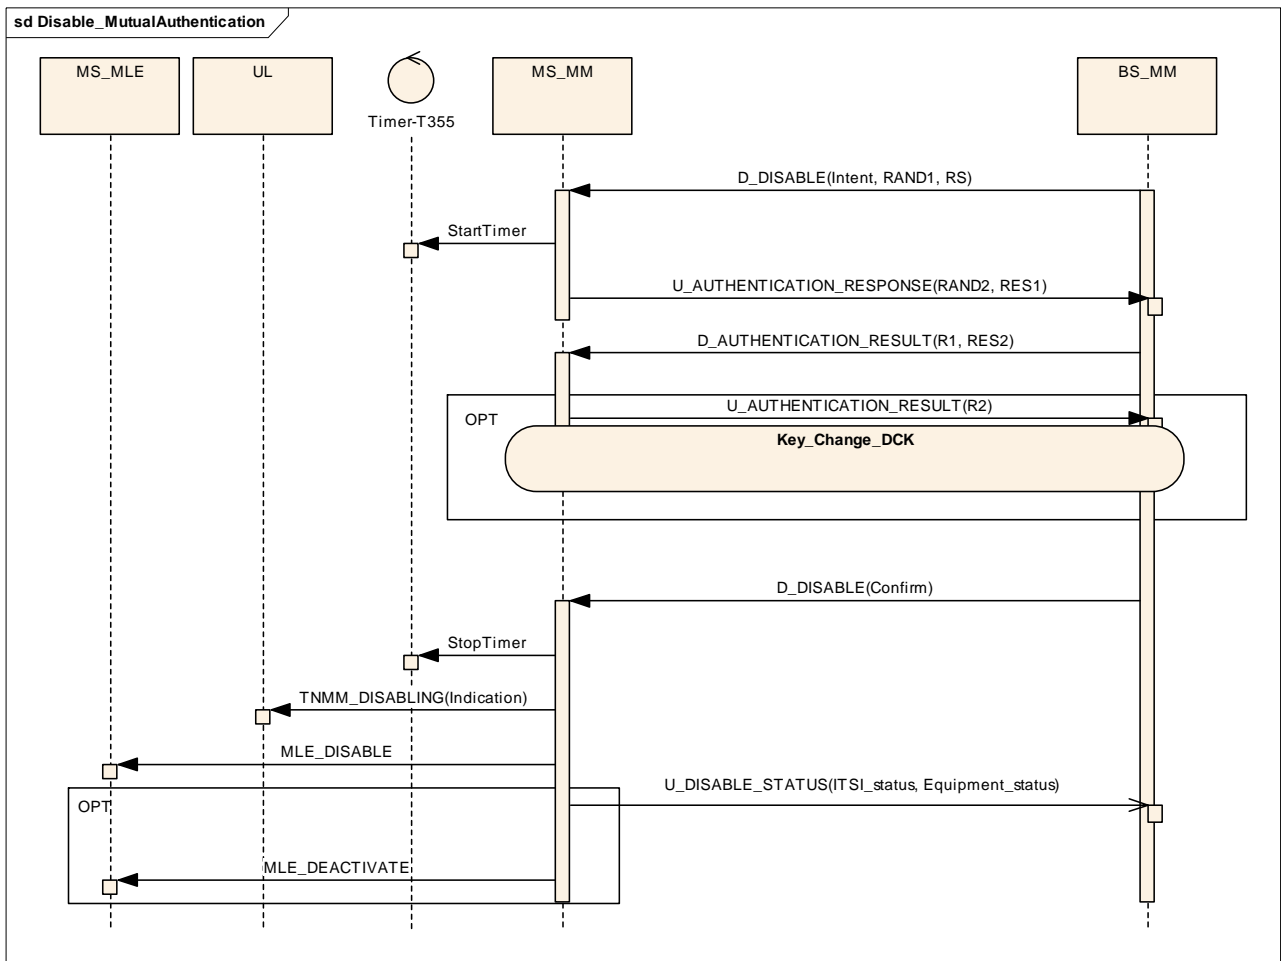 sd Disable_MutualAuthentication
MS_MLE
UL
MS_MM
BS_MM
Timer-T355
D_DISABLE(Intent, RAND1, RS)
StartTimer
U_AUTHENTICATION_RESPONSE(RAND2, RES1)
D_AUTHENTICATION_RESULT(R1, RES2)
U_AUTHENTICATION_RESULT(R2)
OPT
Key_Change_DCK
D_DISABLE(Confirm)
StopTimer
TNMM_DISABLING(Indication)
MLE_DISABLE
U_DISABLE_STATUS(ITSI_status, Equipment_status)
OPT
MLE_DEACTIVATE